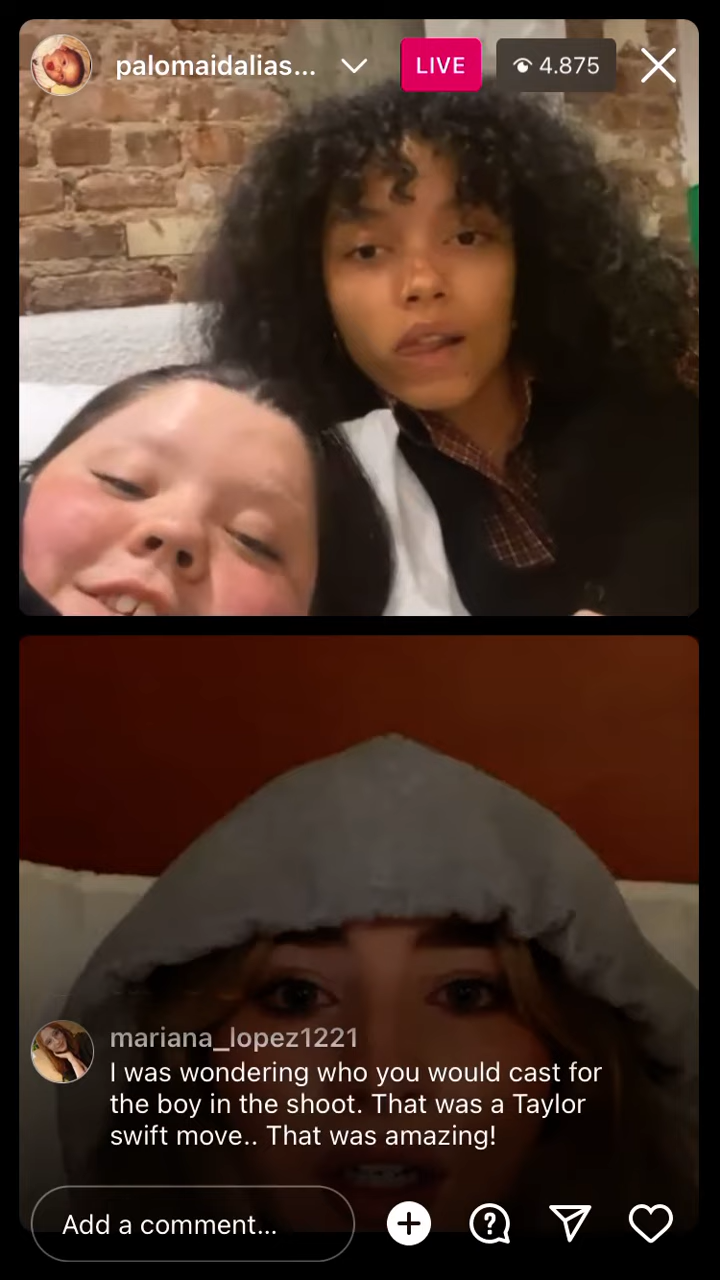 palomaidalias...
LIVE
4.875
mariana_lopez1221
I was wondering who you would cast for
the boy in the shoot. That was a Taylor
swift move.. That was amazing!
Add a comment...